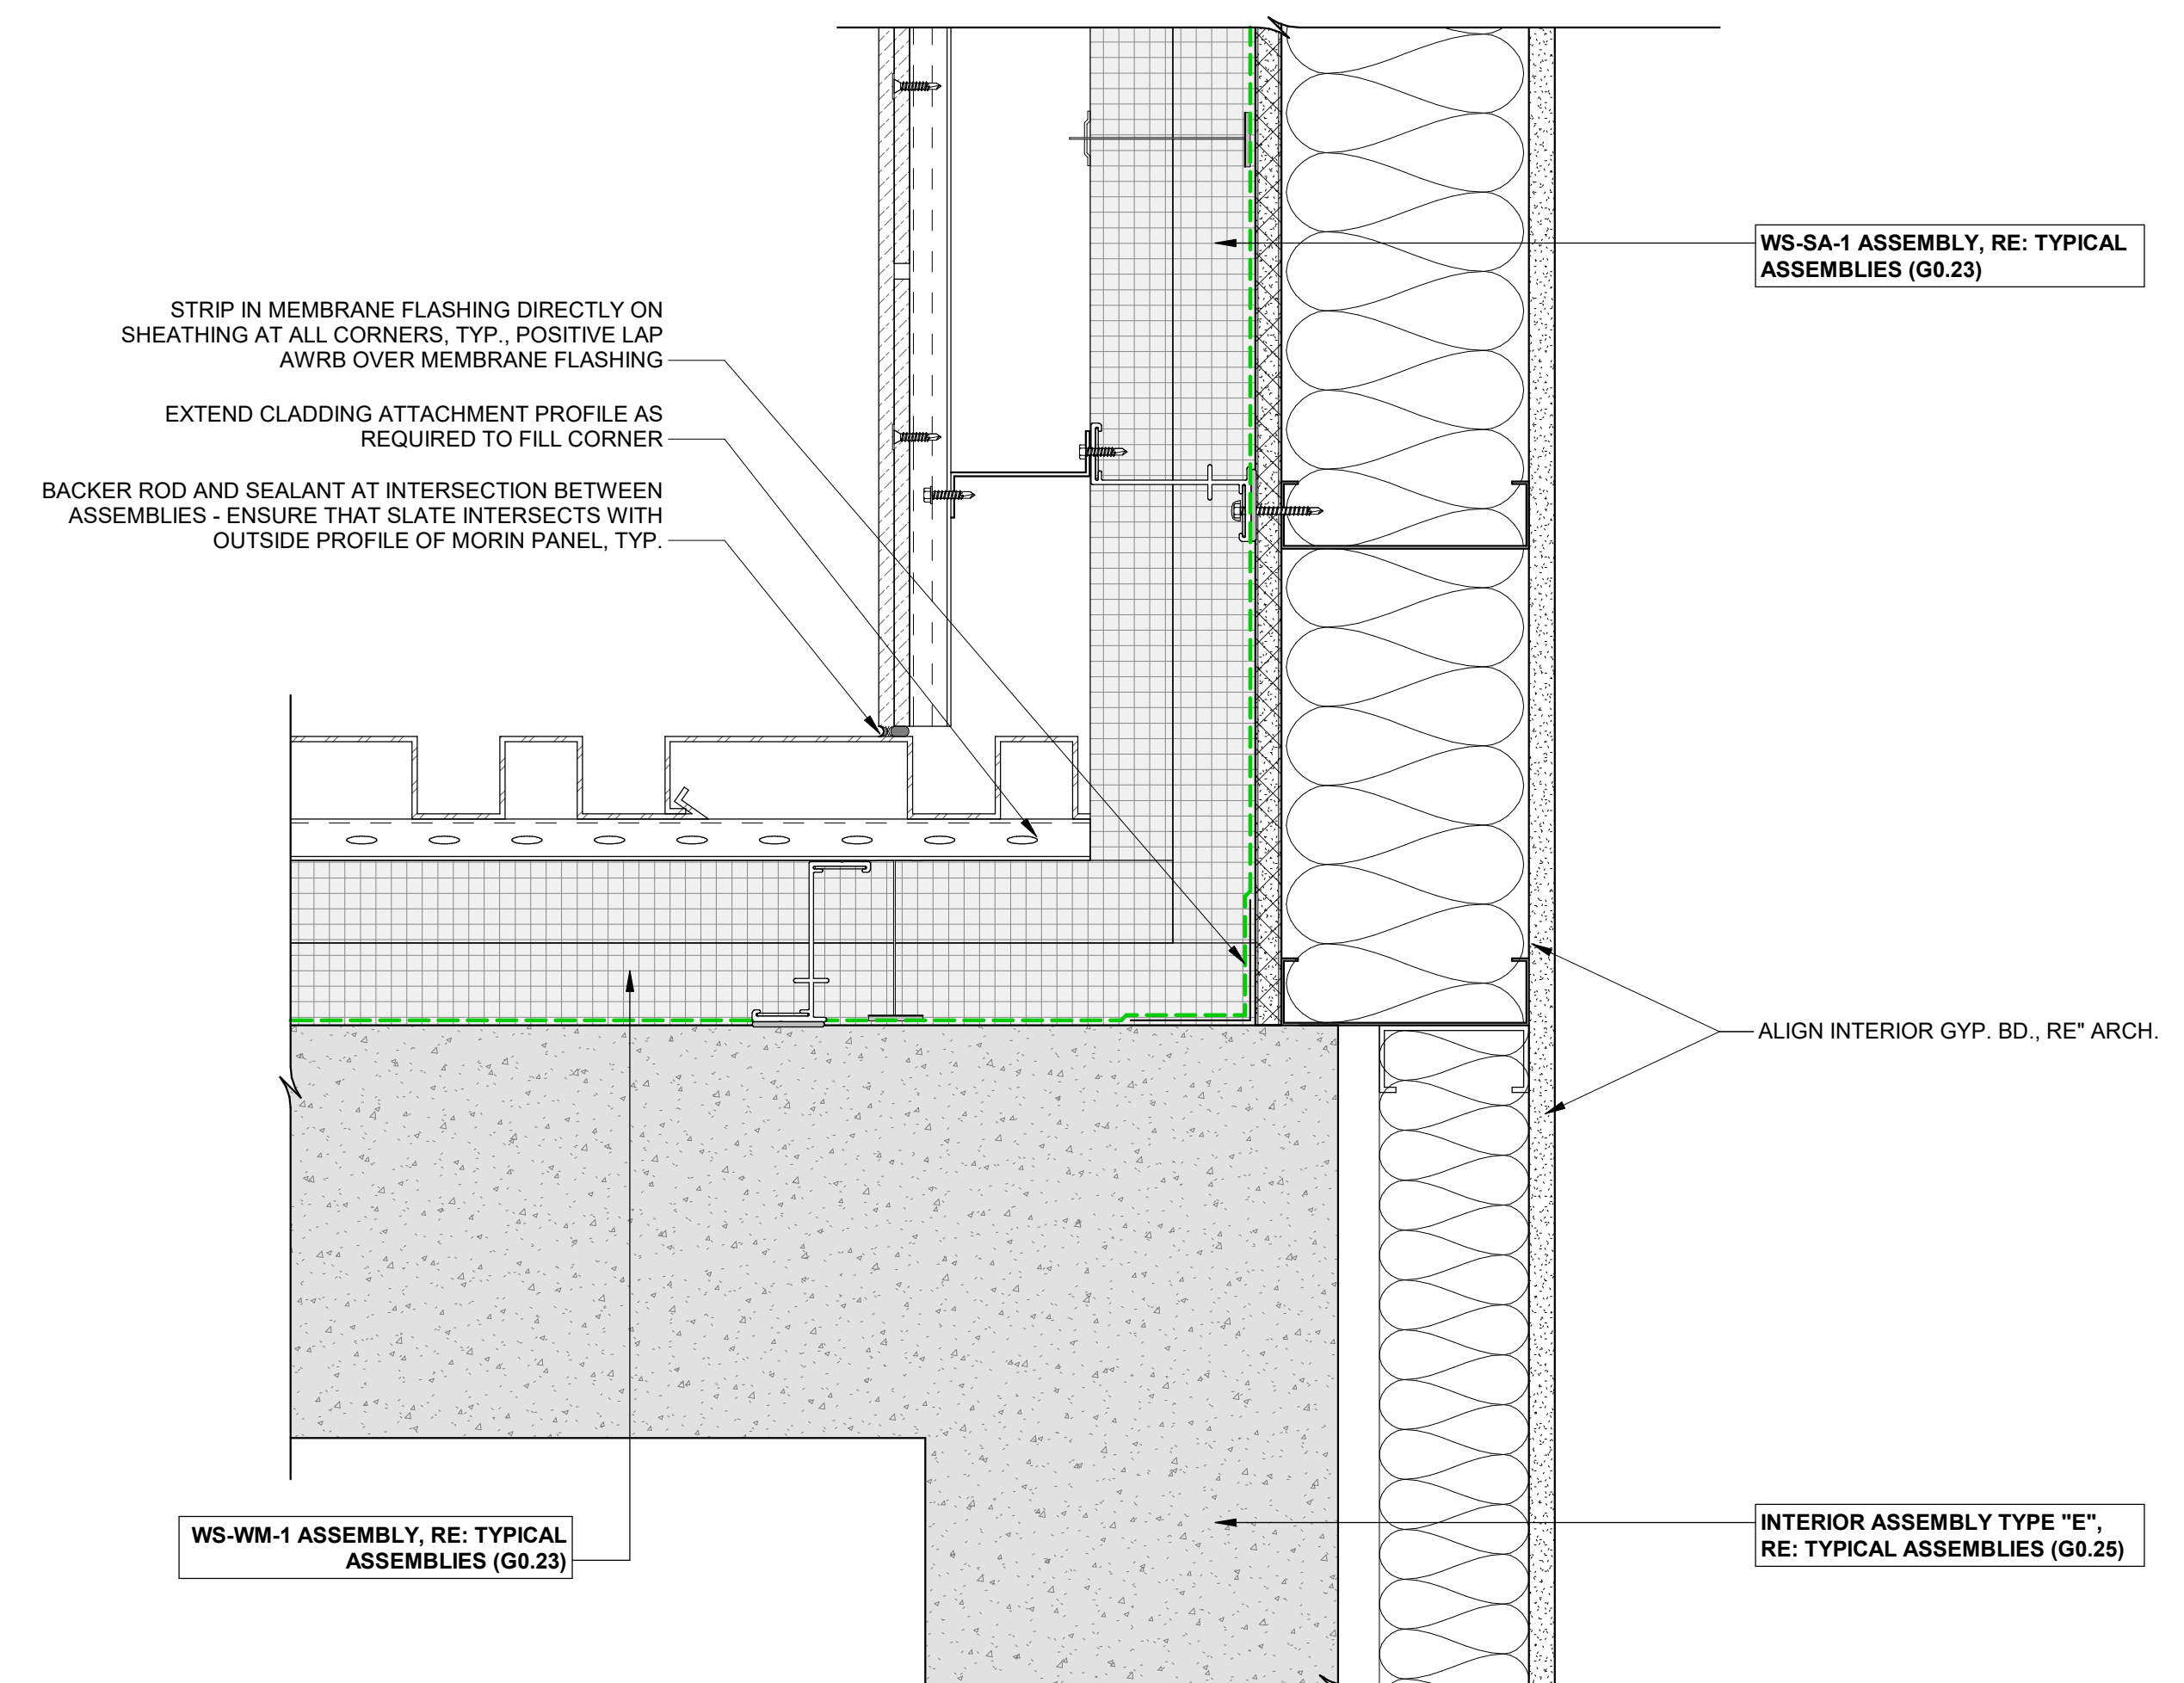 STRIP IN MEMBRANE FLASHING DIRECTLY ON
SHEATHING AT ALL CORNERS, TYP., POSITIVE LAP
AWRB OVER MEMBRANE FLASHING
EXTEND CLADDING ATTACHMENT PROFILE AS
REQUIRED TO FILL CORNER
BACKER ROD AND SEALANT AT INTERSECTION BETWEEN
ASSEMBLIES - ENSURE THAT SLATE INTERSECTS WITH
OUTSIDE PROFILE OF MORIN PANEL, TYP.
WS-SA-1 ASSEMBLY, RE: TYPICAL
ASSEMBLIES (G0.23)
ALIGN INTERIOR GYP. BD., RE" ARCH.
WS-WM-1 ASSEMBLY, RE: TYPICAL
ASSEMBLIES (G0.23)
INTERIOR ASSEMBLY TYPE "E",
RE: TYPICAL ASSEMBLIES (G0.25)